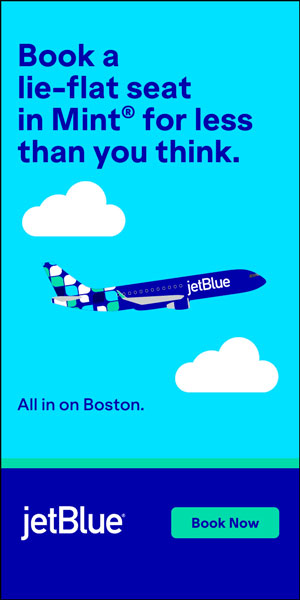 Book a
lie-flat seat
in Mint® for less
than you think.
jetBlue
All in on Boston.
jetBlue®
Book Now